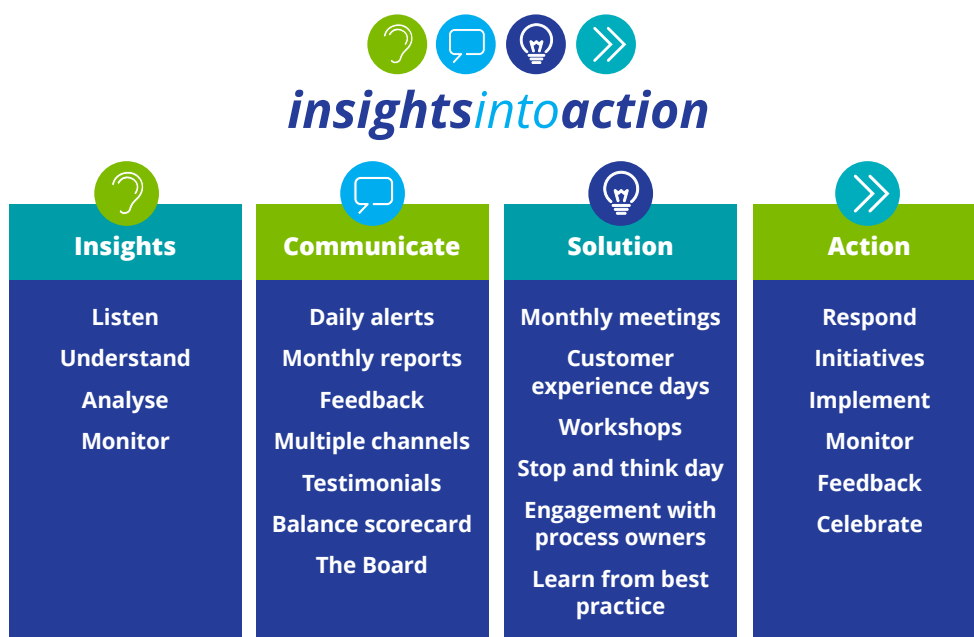 insightsintoaction
Insights
Listen
Understand
Analyse
Monitor
Communicate
Daily alerts
Monthly reports
Feedback
Multiple channels
Testimonials
Balance scorecard
The Board
Solution
Monthly meetings
Customer
experience days
Workshops
Stop and think day
Engagement with
process owners
Learn from best
practice
Action
Respond
Initiatives
Implement
Monitor
Feedback
Celebrate